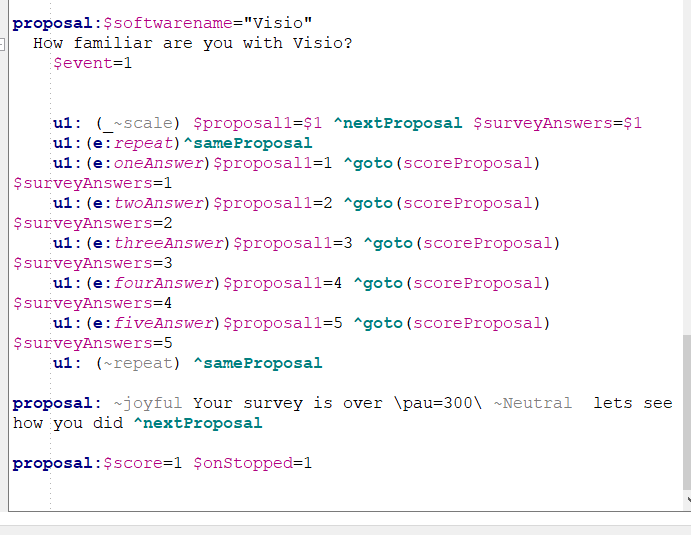 proposal:$softwarename="Visio"
How familiar are you with Visio?
$event=1
u1: (_~scale) $proposal1=$1 ^nextProposal $surveyAnswers=$1
u1:(e:repeat)^sameProposal
u1:(e:oneAnswer)$proposal1=1 ^goto(scoreProposal)
$surveyAnswers=1
u1:(e:twoAnswer)$proposal1=2 ^goto(scoreProposal)
$surveyAnswers=2
u1:(e:threeAnswer)$proposal1=3 ^goto(scoreProposal)
$surveyAnswers=3
u1:(e:fourAnswer)$proposal1=4 ^goto(scoreProposal)
$surveyAnswers=4
u1:(e:fiveAnswer)$proposal1=5 ^goto(scoreProposal)
$surveyAnswers=5
u1: (~repeat) ^sameProposal
proposal: ~joyful Your survey is over \pau=300\ ~Neutral  lets see
how you did ^nextProposal
proposal:$score=1 $onStopped=1